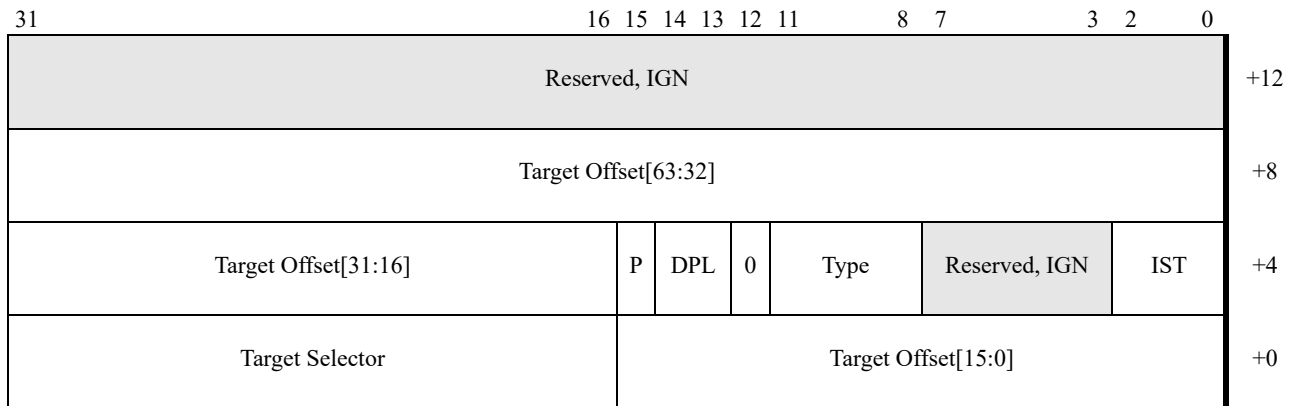 31 16 15 14 13 12 11 8 7 3 2 0
Reserved, IGN +12
Target Offset[63:32] +8
Target Offset[31:16] P DPL 0 Type Reserved, IGN IST +4
Target Selector Target Offset[15:0] +0